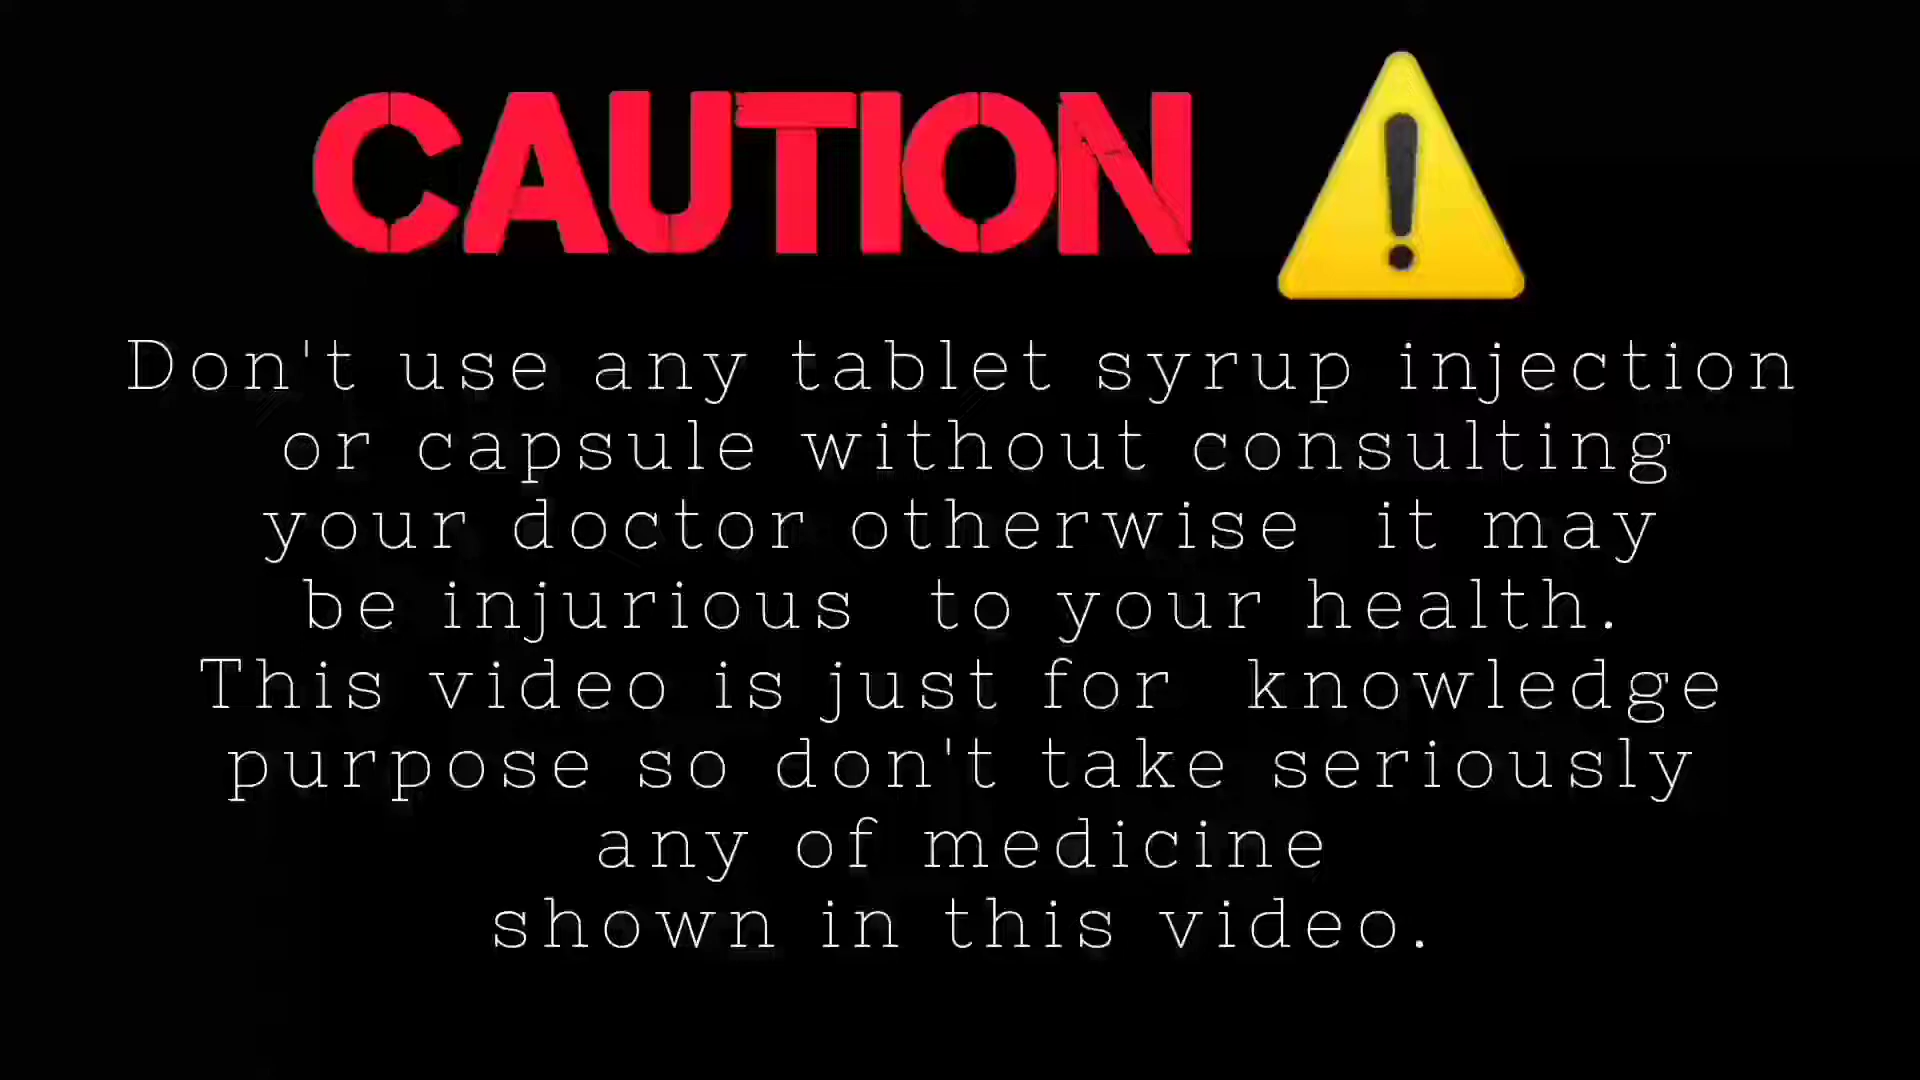 CAUTION
Don't use any tablet syrup injection
or capsule without consulting
your doctor otherwise it may
be injurious to your health.
This video is just for knowledge
purpose so don't take seriously
any of medicine
shown in this video.